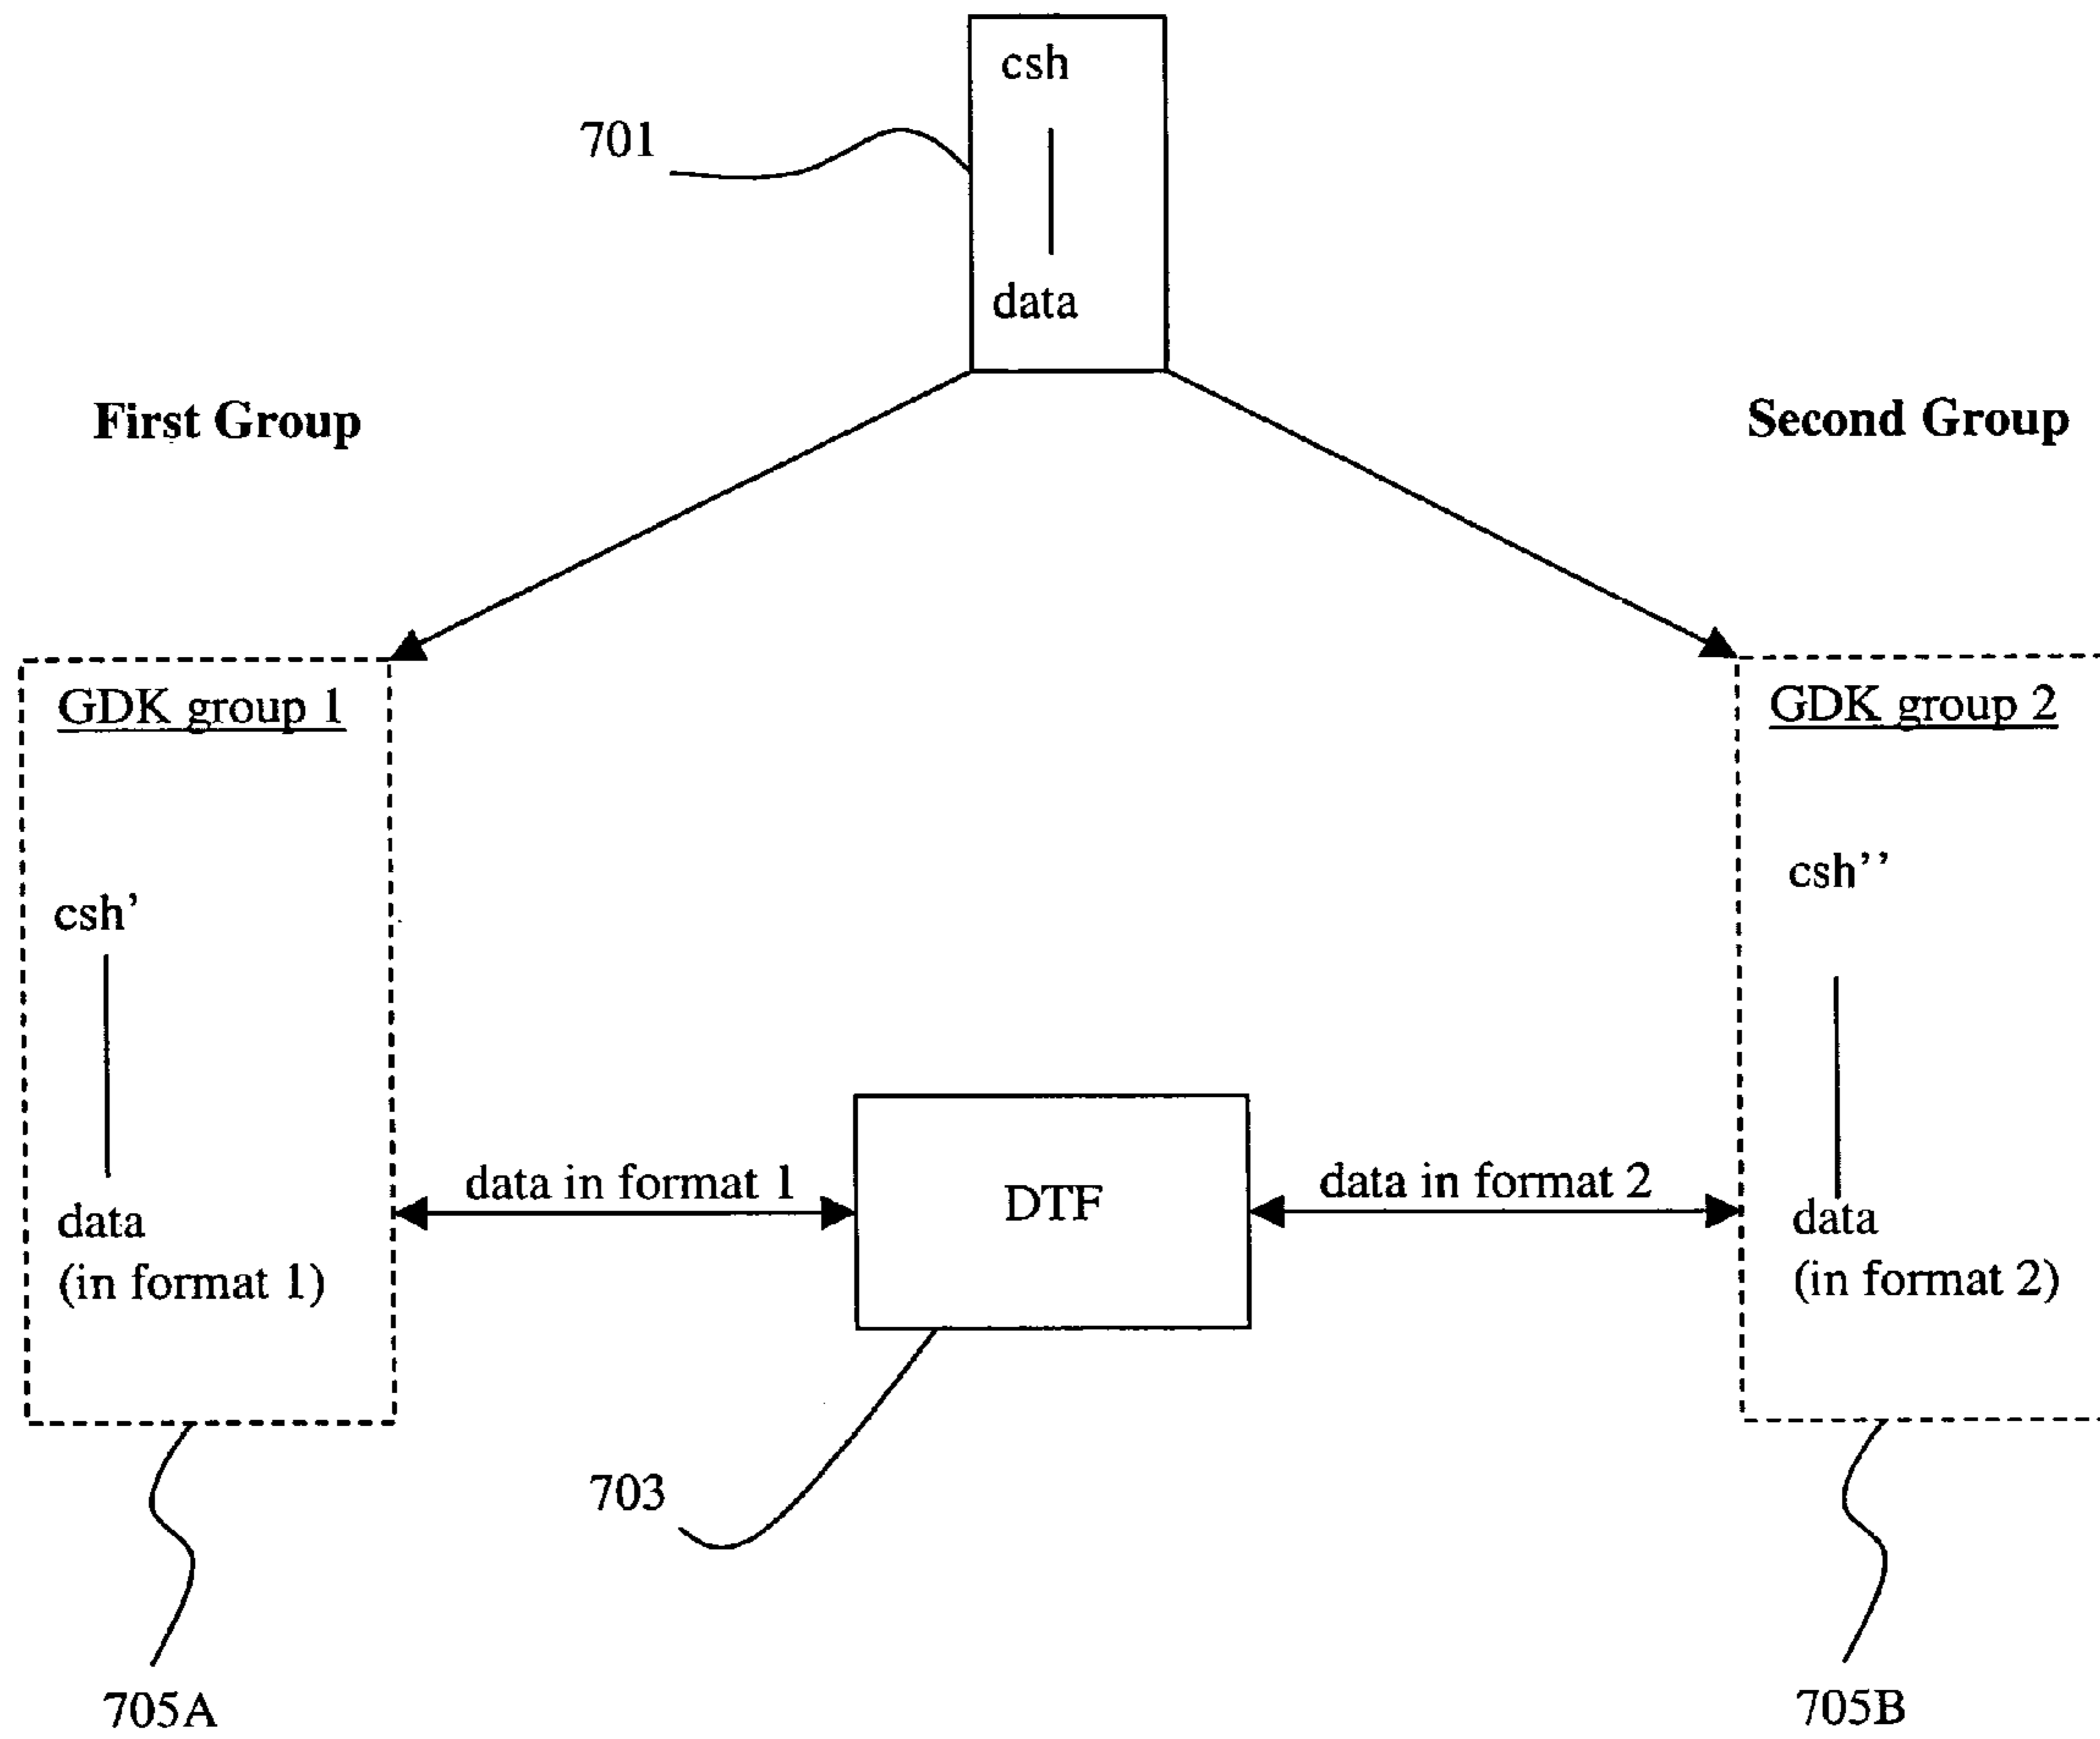 csh
701
data
First Group
Second Group
GDK group 1
GDK group 2
csh'
csh''
data in format 1
DTF
data in format 2
data
(in format 1)
data
(in format 2)
703
705A
705B